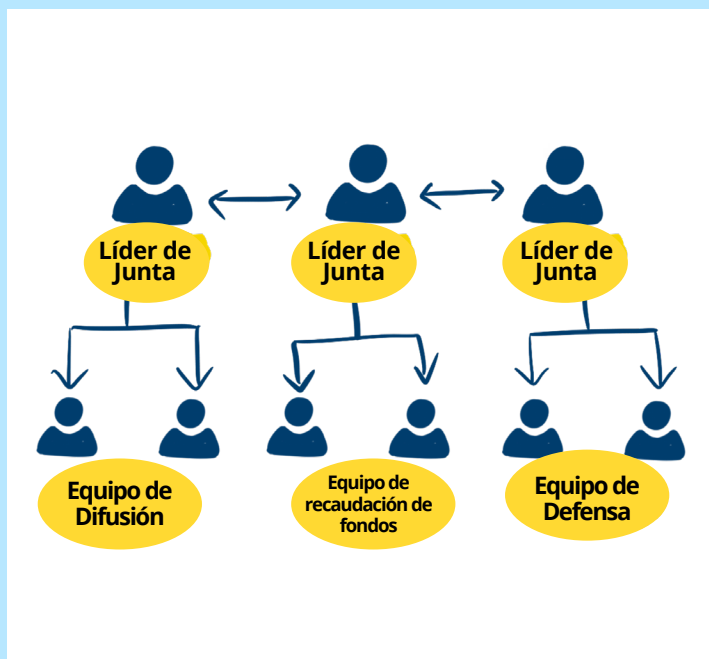 Líder de
Junta
Líder de
Junta
Líder de
Junta
Equipo de
Difusión
Equipo de
recaudación de
fondos
Equipo de
Defensa